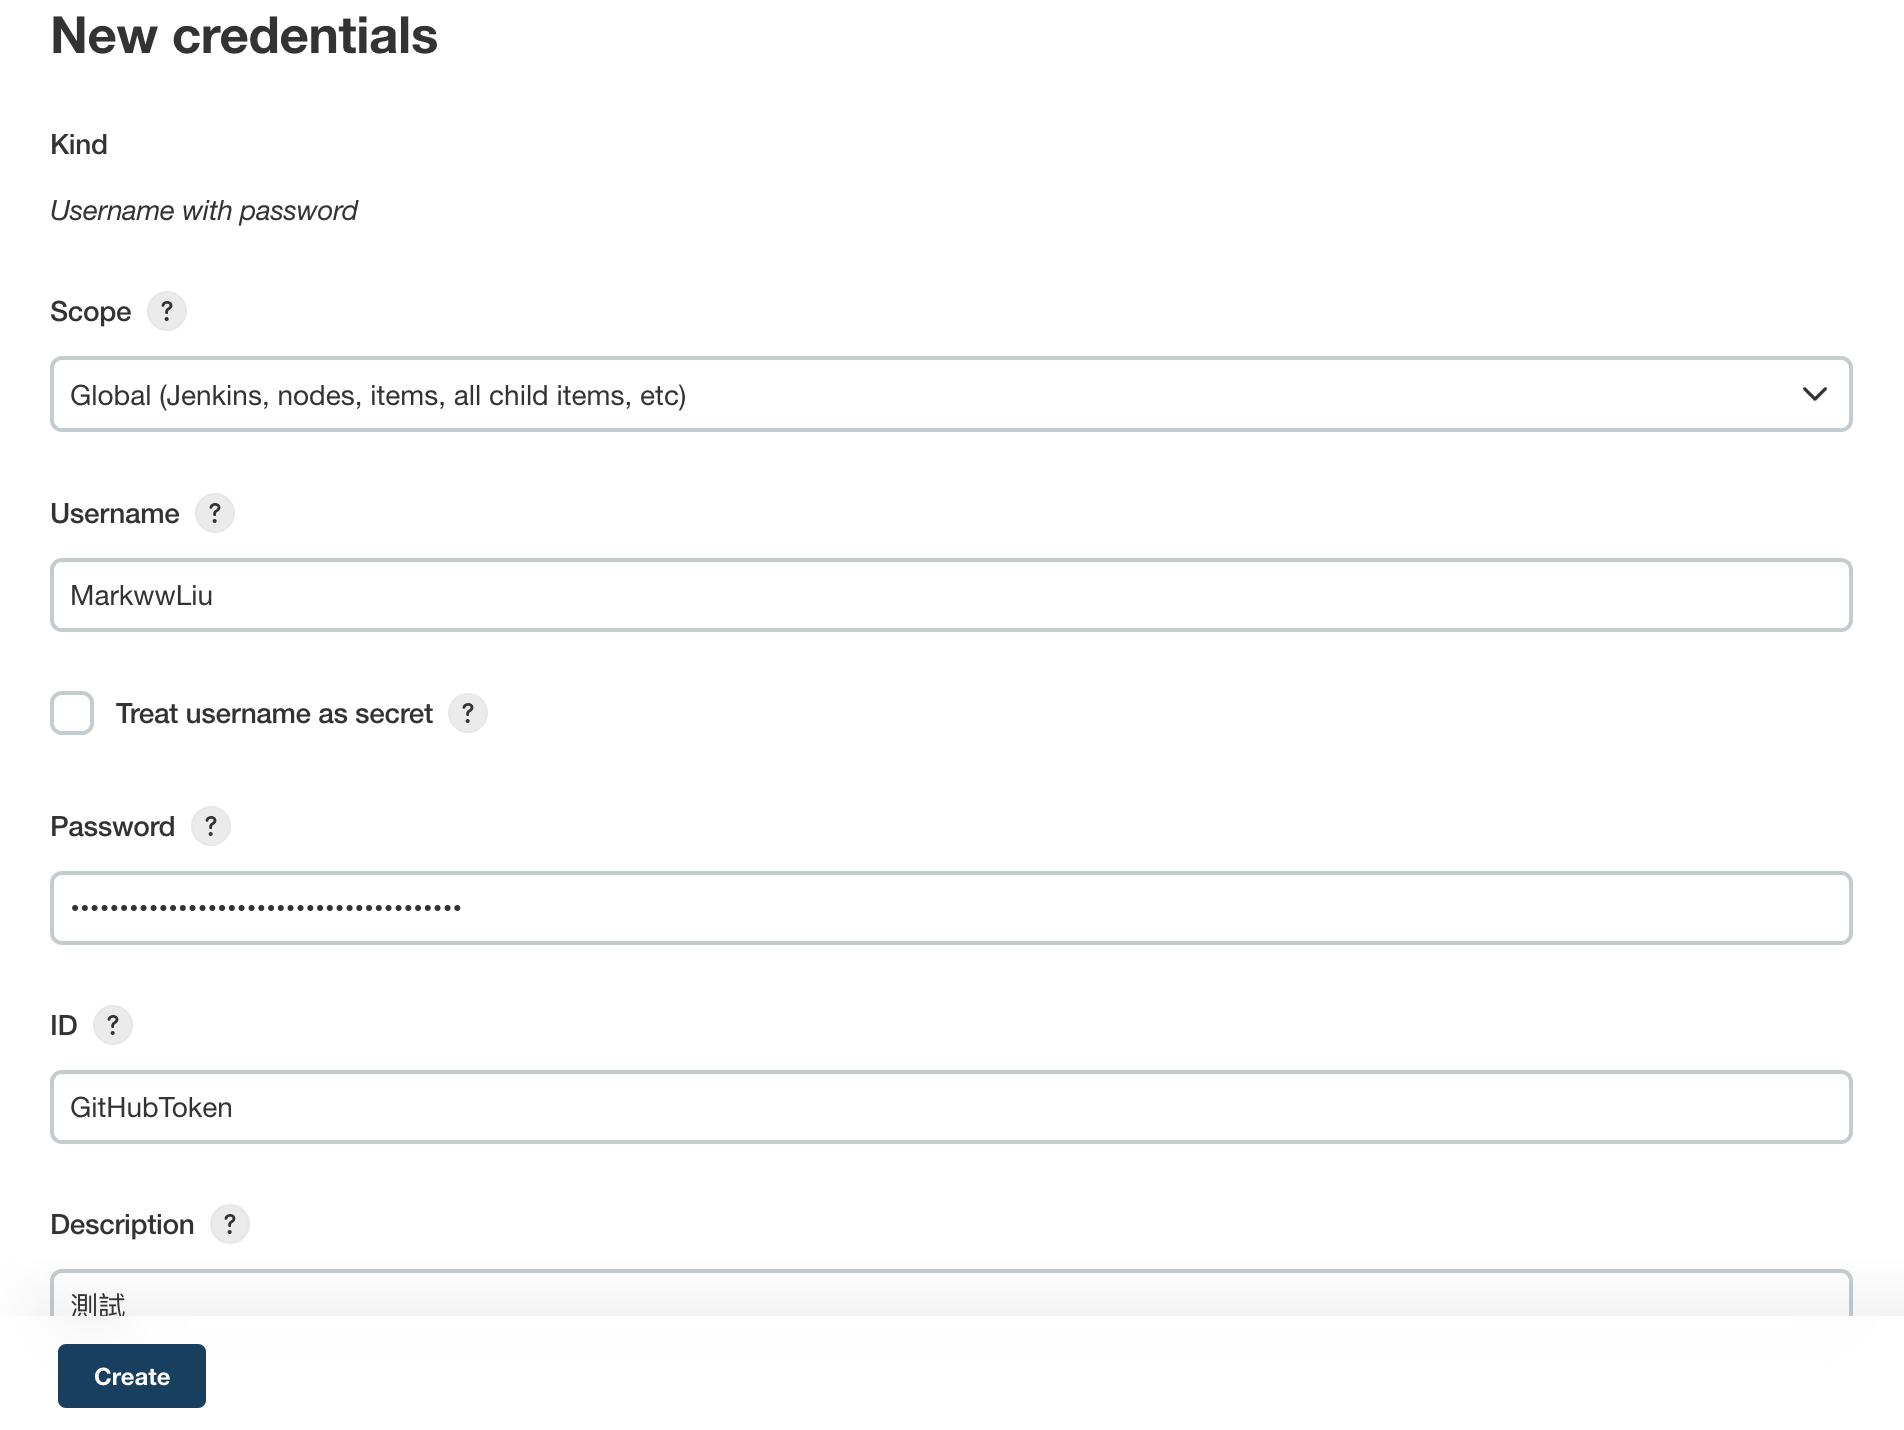 New credentials
Kind
Username with password
Scope ?
Global (Jenkins, nodes, items, all child items, etc)
Username ?
MarkwwLiu
Treat username as secret ?
Password ?
••••••••••••••••••••••••••••••••••••••••
ID ?
GitHubToken
Description ?
測試
Create